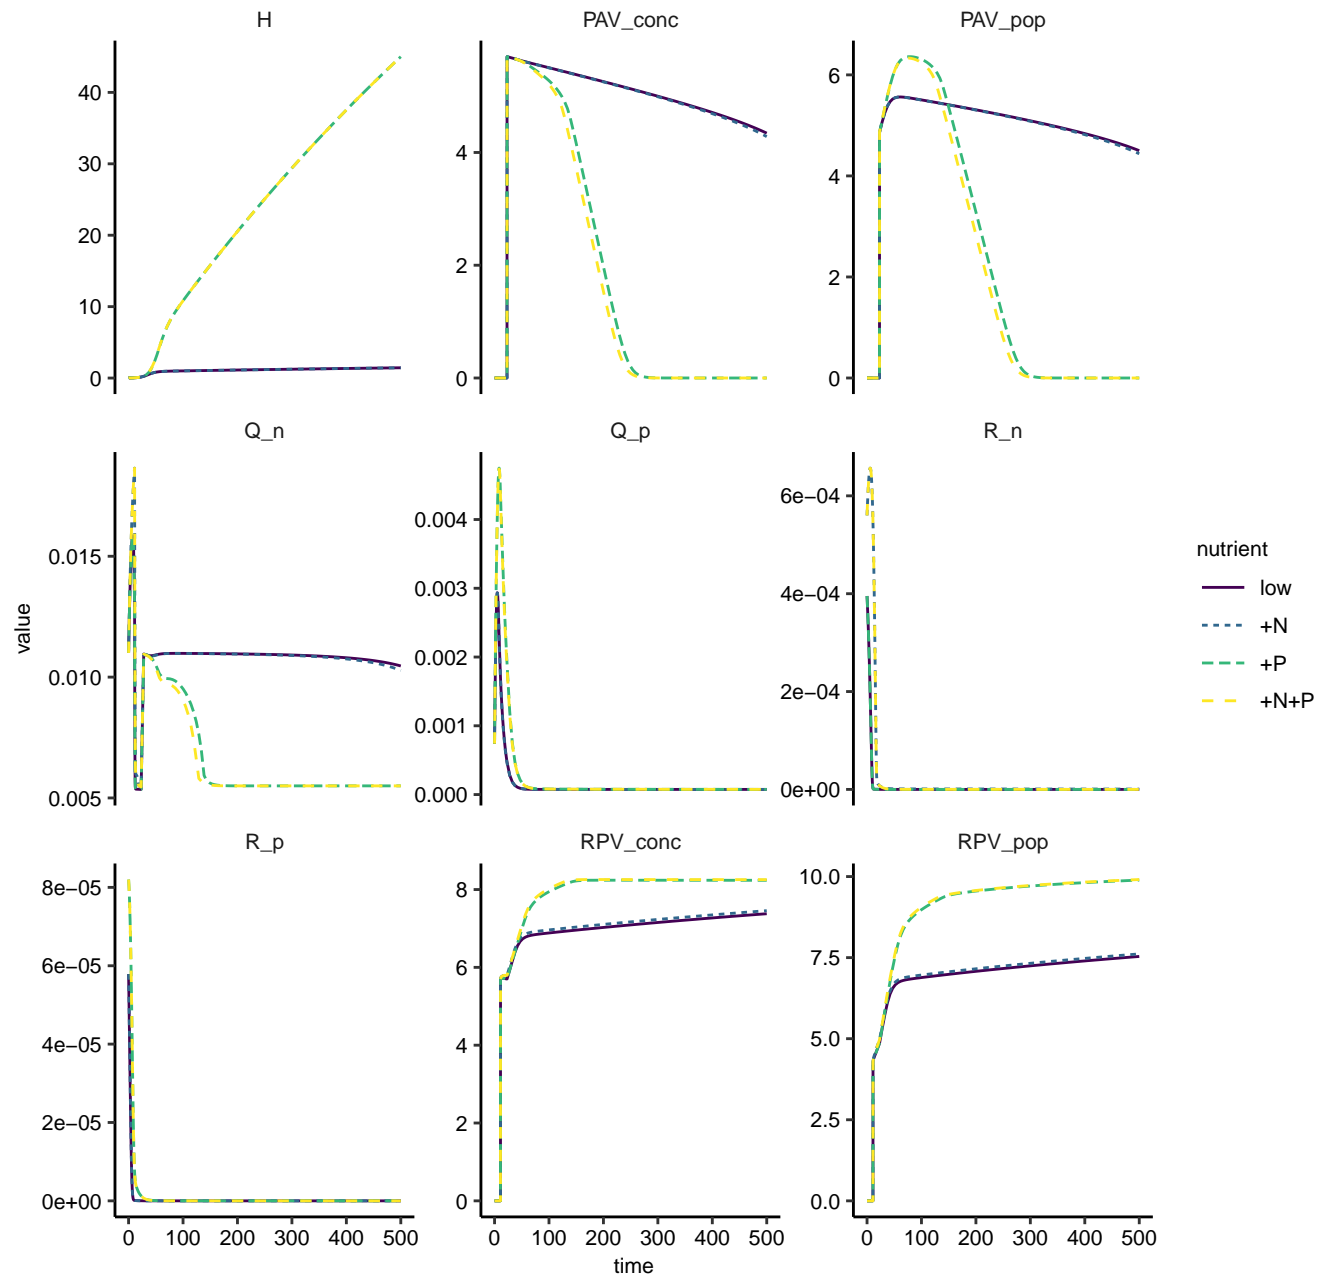 H
PAV_conc
PAV_pop
40
30
20
10
0
4
2
0
6
4
2
0
Q_n
Q_p
R_n
0.015
0.010
0.005
0.004
0.003
0.002
0.001
0.000
6e−04
4e−04
2e−04
0e+00
value
nutrient
low
+N
+P
+N+P
R_p
RPV_conc
RPV_pop
8e−05
6e−05
4e−05
2e−05
0e+00
8
6
4
2
0
10.0
7.5
5.0
2.5
0.0
0 100 200 300 400 500
0 100 200 300 400 500
0 100 200 300 400 500
time